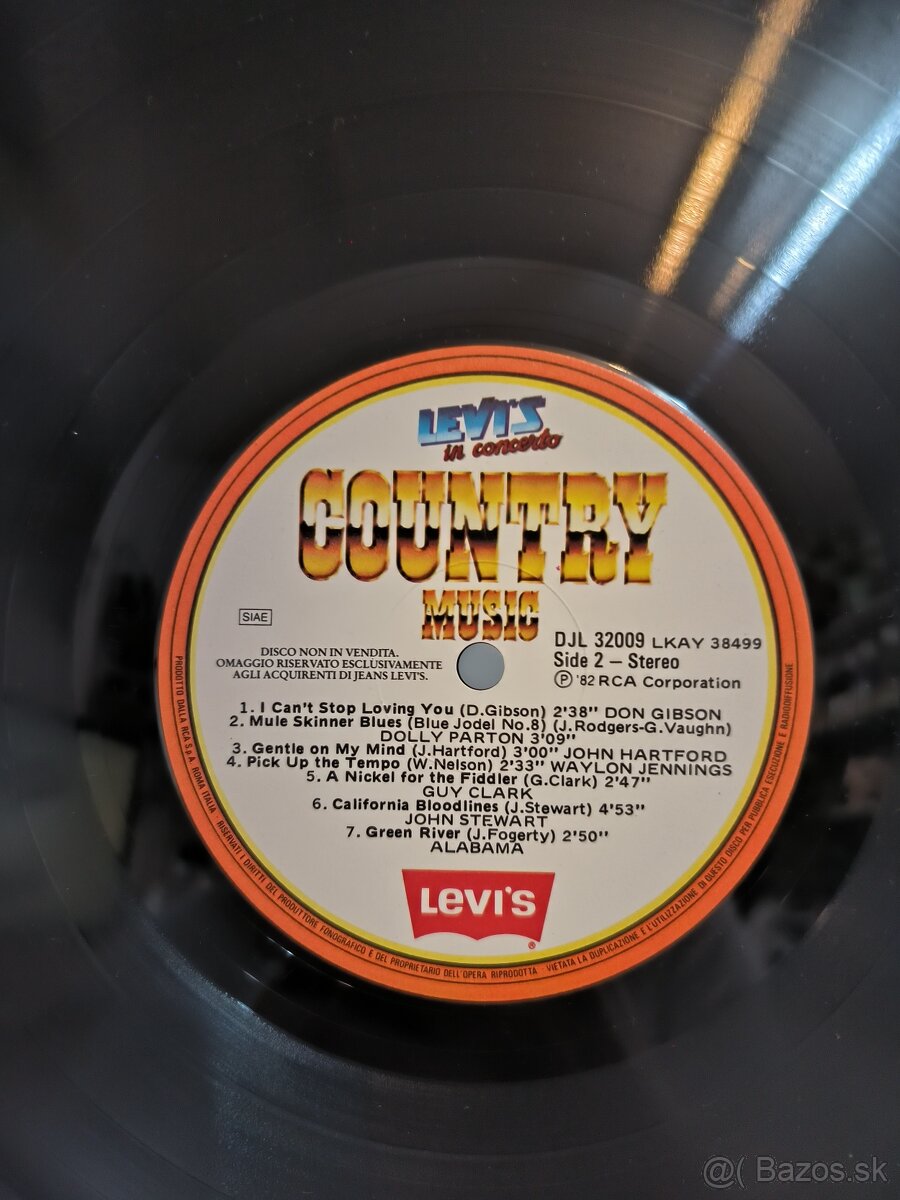 LEVI'S
in concerto
COUNTRY
MUSIC
SIAE
DISCO NON IN VENDITA.
OMAGGIO RISERVATO ESCLUSIVAMENTE
AGLI ACQUIRENTI DI JEANS LEVI'S.
DJL 32009 LKAY 38499
Side 2 – Stereo
Ⓟ '82 RCA Corporation
1. I Can't Stop Loving You (D.Gibson) 2'38'' DON GIBSON
2. Mule Skinner Blues (Blue Jodel No.8) (J.Rodgers-G.Vaughn)
DOLLY PARTON 3'09''
3. Gentle on My Mind (J.Hartford) 3'00'' JOHN HARTFORD
4. Pick Up the Tempo (W.Nelson) 2'33'' WAYLON JENNINGS
5. A Nickel for the Fiddler (G.Clark) 2'47''
GUY CLARK
6. California Bloodlines (J.Stewart) 4'53''
JOHN STEWART
7. Green River (J.Fogerty) 2'50''
ALABAMA
Levi's
®
PRODOTTO DALLA RCA S.p.A. ROMA ITALIA · RISERVATI I DIRITTI DEL PRODUTTORE FONOGRAFICO E DEL PROPRIETARIO DELL'OPERA RIPRODOTTA · VIETATA LA DUPLICAZIONE E L'UTILIZZAZIONE DI QUESTO DISCO PER PUBBLICA ESECUZIONE E RADIODIFFUSIONE
@( Bazos.sk